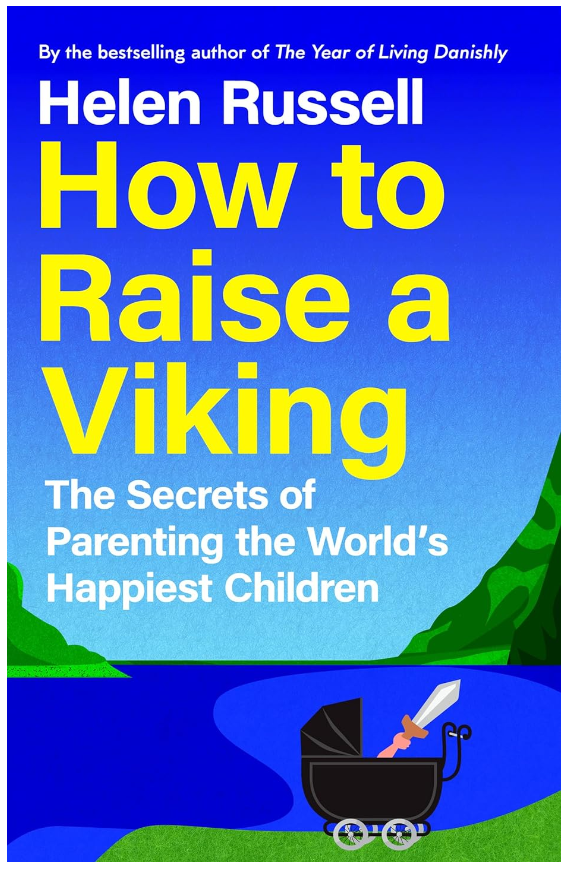 By the bestselling author of The Year of Living Danishly
Helen Russell
How to
Raise a
Viking
The Secrets of
Parenting the World’s
Happiest Children